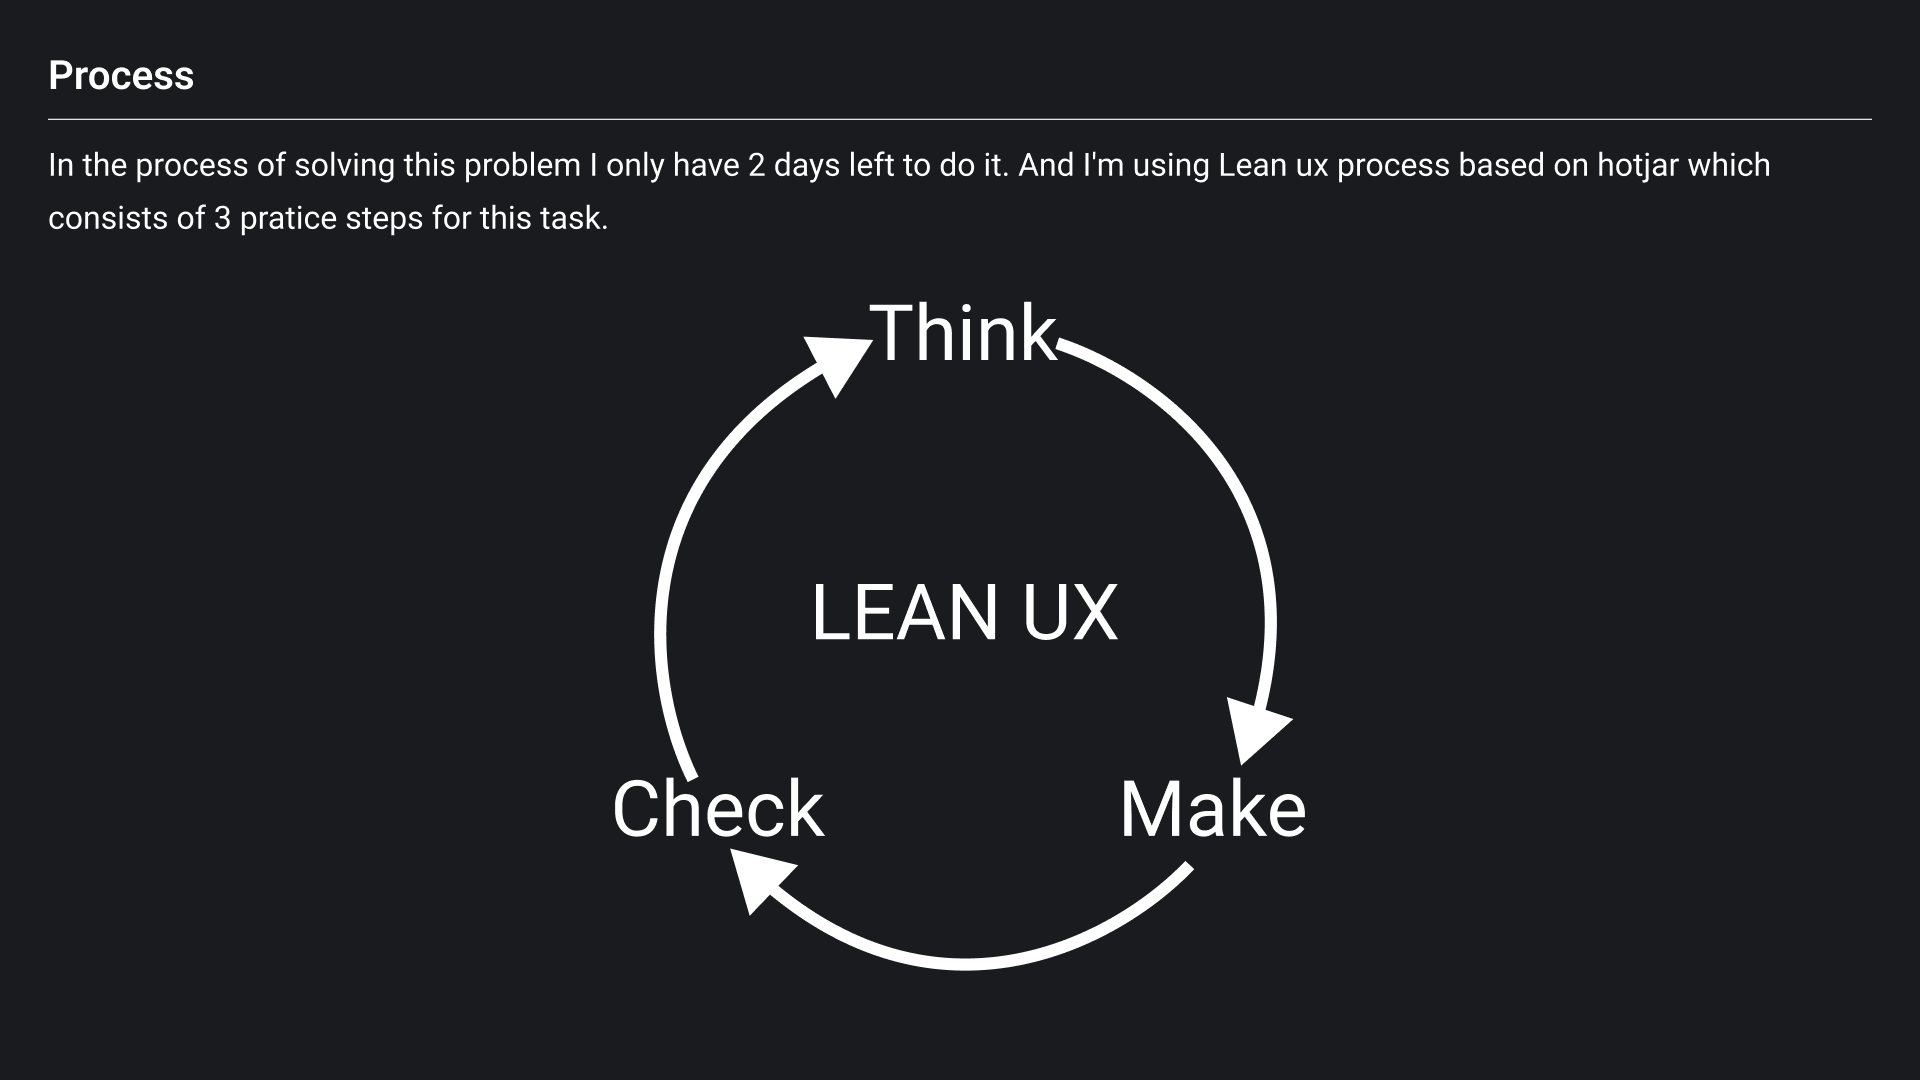 Process
In the process of solving this problem I only have 2 days left to do it. And I'm using Lean ux process based on hotjar which
consists of 3 pratice steps for this task.
Think
LEAN UX
Check
Make